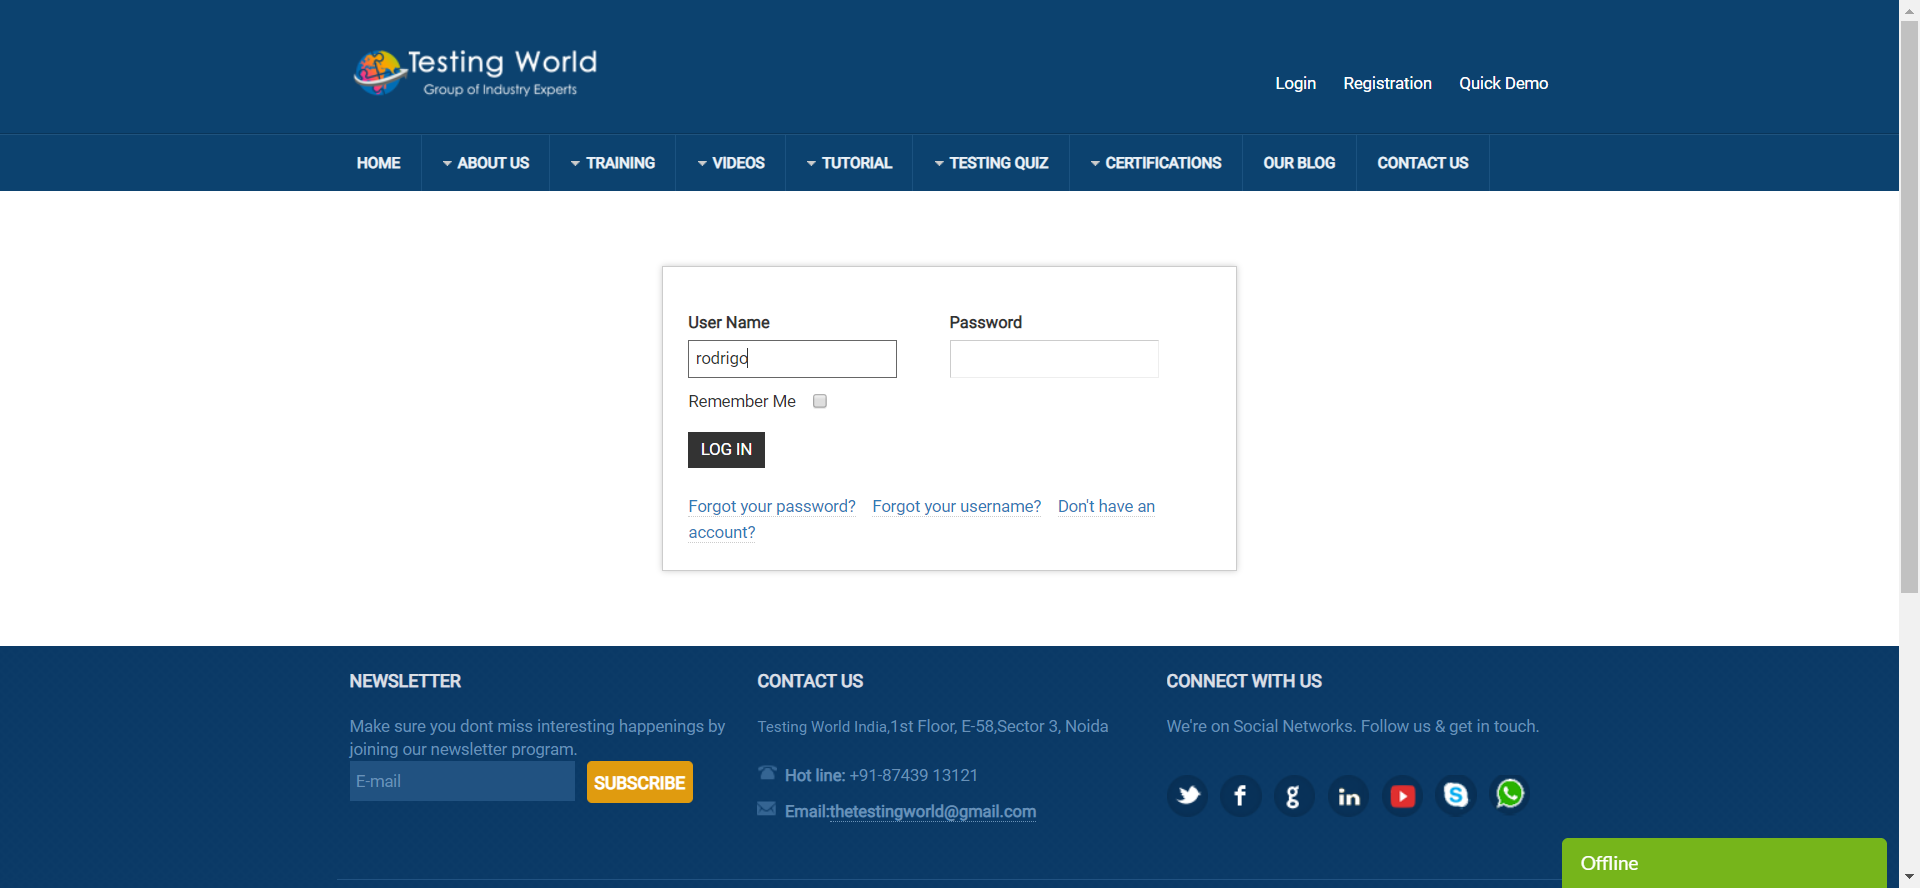 Testing World
Group of Industry Experts
Login Registration Quick Demo
HOME ABOUT US TRAINING VIDEOS TUTORIAL TESTING QUIZ CERTIFICATIONS OUR BLOG CONTACT US
User Name Password
rodrigo
Remember Me
LOG IN
Forgot your password? Forgot your username? Don't have an
account?
NEWSLETTER
Make sure you dont miss interesting happenings by
joining our newsletter program.
E-mail SUBSCRIBE
CONTACT US
Testing World India,1st Floor, E-58,Sector 3, Noida
Hot line: +91-87439 13121
Email:thetestingworld@gmail.com
CONNECT WITH US
We're on Social Networks. Follow us & get in touch.
Offline